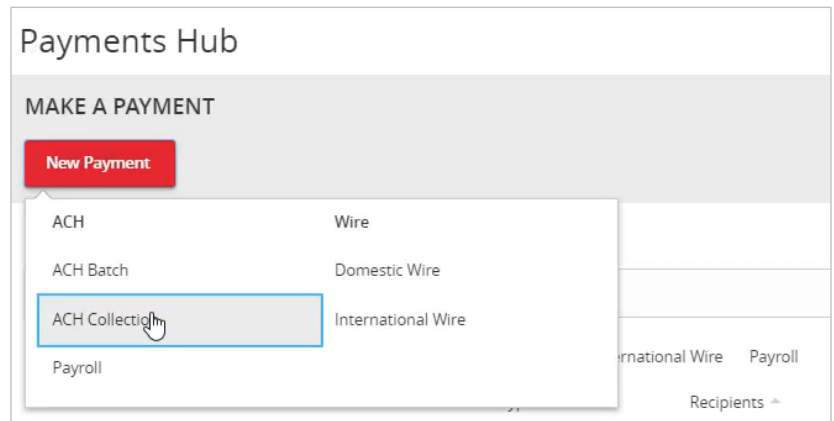 Payments Hub
MAKE A PAYMENT
New Payment
ACH Wire
ACH Batch Domestic Wire
ACH Collection International Wire
Payroll
Wire Payroll
Recipients